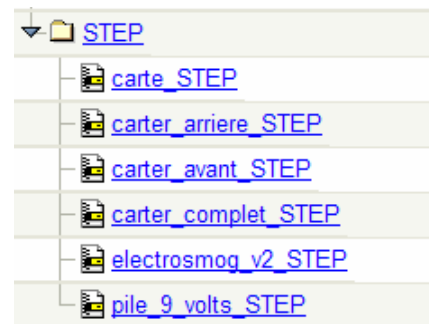 STEP
carte_STEP
carter_arriere_STEP
carter_avant_STEP
carter_complet_STEP
electrosmog_v2_STEP
pile_9_volts_STEP